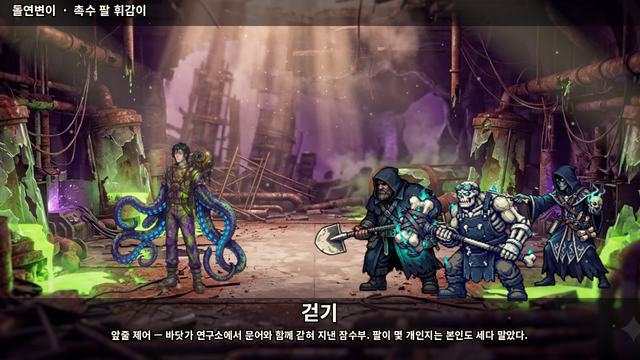 돌연변이 · 촉수 팔 휘감이
걷기
앞줄 제어 — 바닷가 연구소에서 문어와 함께 갇혀 지낸 잠수부. 팔이 몇 개인지는 본인도 세다 말았다.